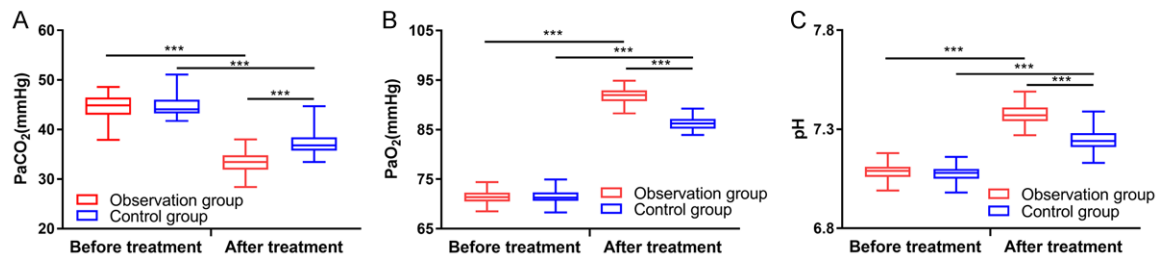 A
PaCO2(mmHg)
60
50
40
30
20
***
***
***
Observation group
Control group
Before treatment
After treatment
B
PaO2(mmHg)
105
95
85
75
65
***
***
***
Observation group
Control group
Before treatment
After treatment
C
pH
7.8
7.3
6.8
***
***
***
Observation group
Control group
Before treatment
After treatment